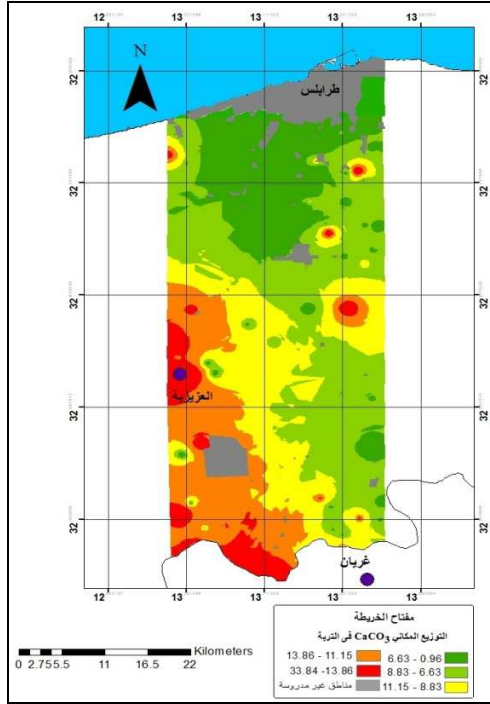 12 13 13 13 13
N
طرابلس
32 32
32 32
32 32
العزيزية
32 32
32 32
غريان
12 13 13 13 13
مفتاح الخريطة
التوزيع المكاني CaCO3 في التربة
13.86 - 11.15 6.63 - 0.96
33.84 - 13.86 8.83 - 6.63
مناطق غير مدروسة 11.15 - 8.83
Kilometers
0 2.75 5.5 11 16.5 22